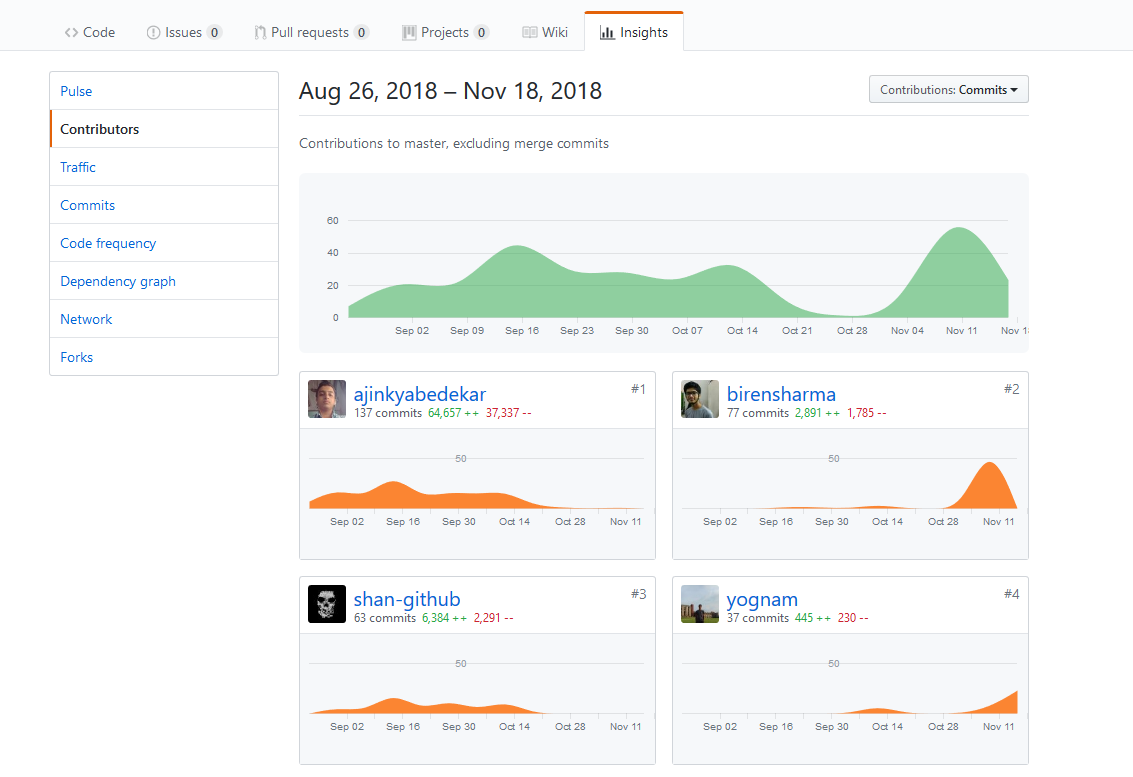 Code Issues 0 Pull requests 0 Projects 0 Wiki Insights
Pulse
Contributors
Traffic
Commits
Code frequency
Dependency graph
Network
Forks
Aug 26, 2018 – Nov 18, 2018
Contributions: Commits
Contributions to master, excluding merge commits
60
40
20
0
Sep 02 Sep 09 Sep 16 Sep 23 Sep 30 Oct 07 Oct 14 Oct 21 Oct 28 Nov 04 Nov 11 Nov
ajinkyabedekar #1
137 commits 64,657 ++ 37,337 --
50
Sep 02 Sep 16 Sep 30 Oct 14 Oct 28 Nov 11
birensharma #2
77 commits 2,891 ++ 1,785 --
50
Sep 02 Sep 16 Sep 30 Oct 14 Oct 28 Nov 11
shan-github #3
63 commits 6,384 ++ 2,291 --
50
Sep 02 Sep 16 Sep 30 Oct 14 Oct 28 Nov 11
yognam #4
37 commits 445 ++ 230 --
50
Sep 02 Sep 16 Sep 30 Oct 14 Oct 28 Nov 11